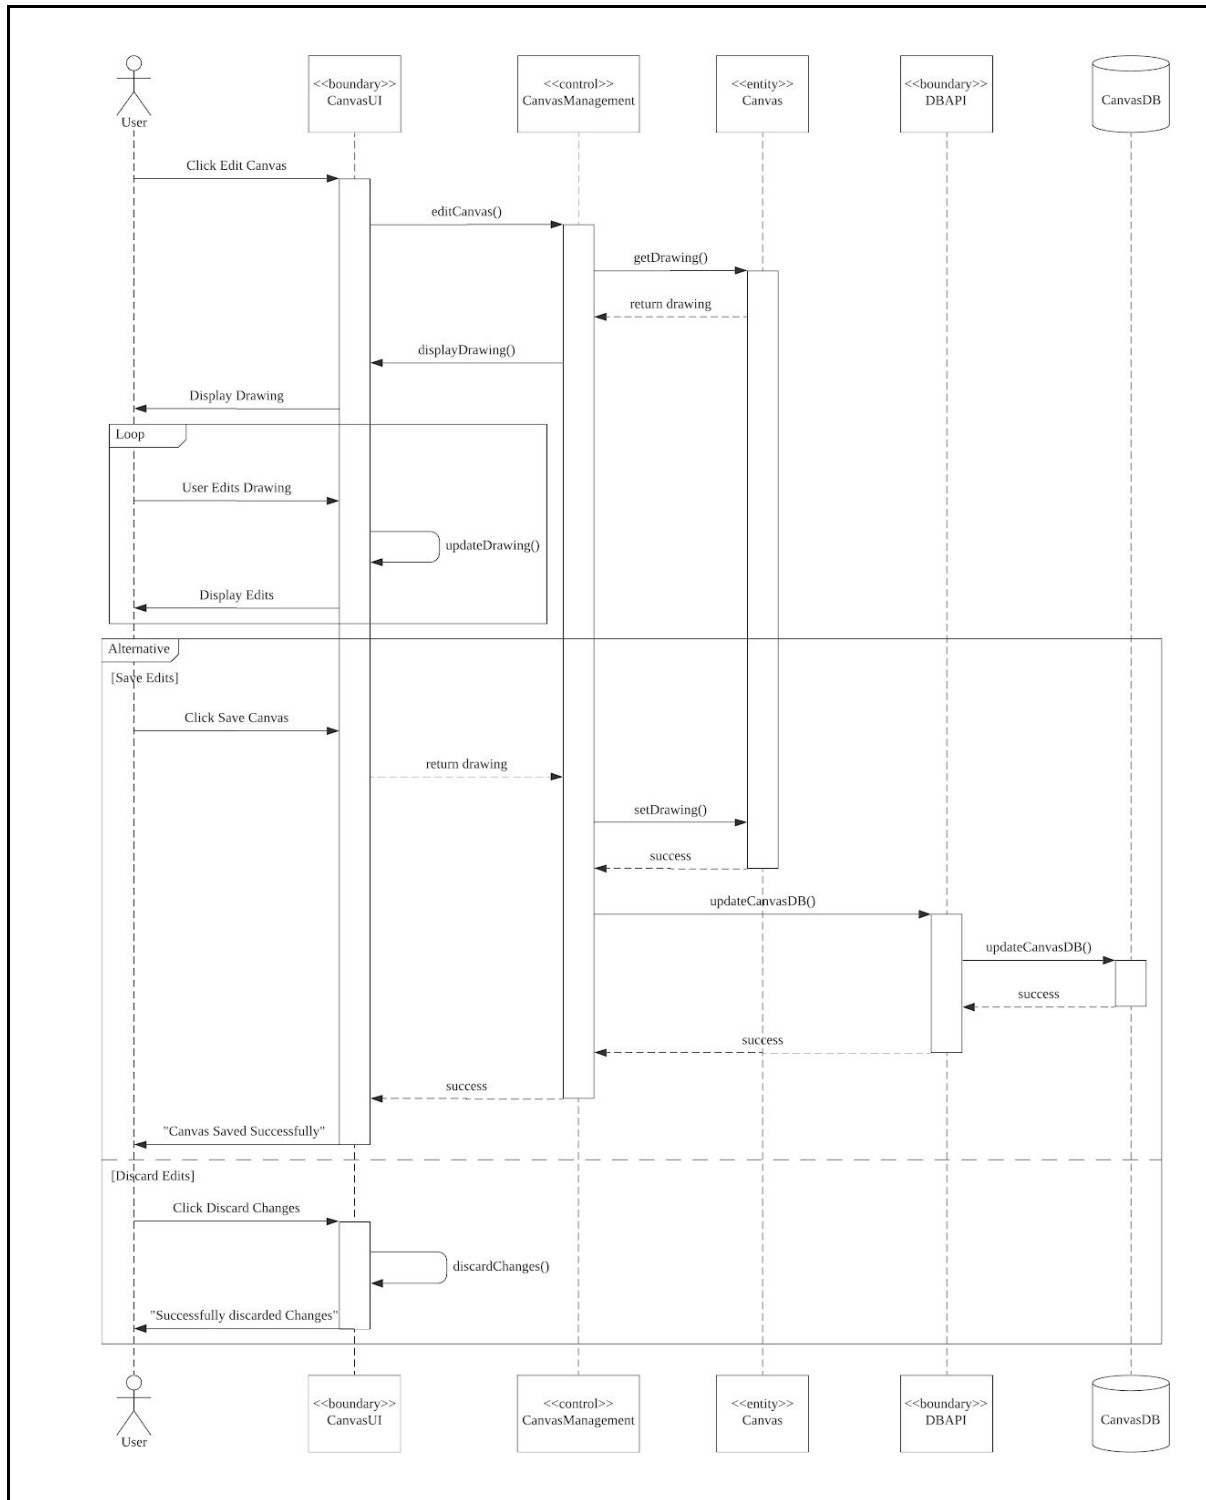 <<boundary>>
CanvasUI
<<control>>
CanvasManagement
<<entity>>
Canvas
<<boundary>>
DBAPI
CanvasDB
User
Click Edit Canvas
editCanvas()
getDrawing()
return drawing
displayDrawing()
Display Drawing
Loop
User Edits Drawing
updateDrawing()
Display Edits
Alternative
[Save Edits]
Click Save Canvas
return drawing
setDrawing()
success
updateCanvasDB()
updateCanvasDB()
success
success
success
"Canvas Saved Successfully"
[Discard Edits]
Click Discard Changes
discardChanges()
"Successfully discarded Changes"
<<boundary>>
CanvasUI
<<control>>
CanvasManagement
<<entity>>
Canvas
<<boundary>>
DBAPI
CanvasDB
User